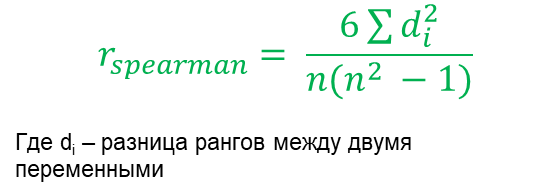 r_spearman = 6 ∑ d_i^2 / n(n^2 − 1)
Где d_i – разница рангов между двумя
переменными